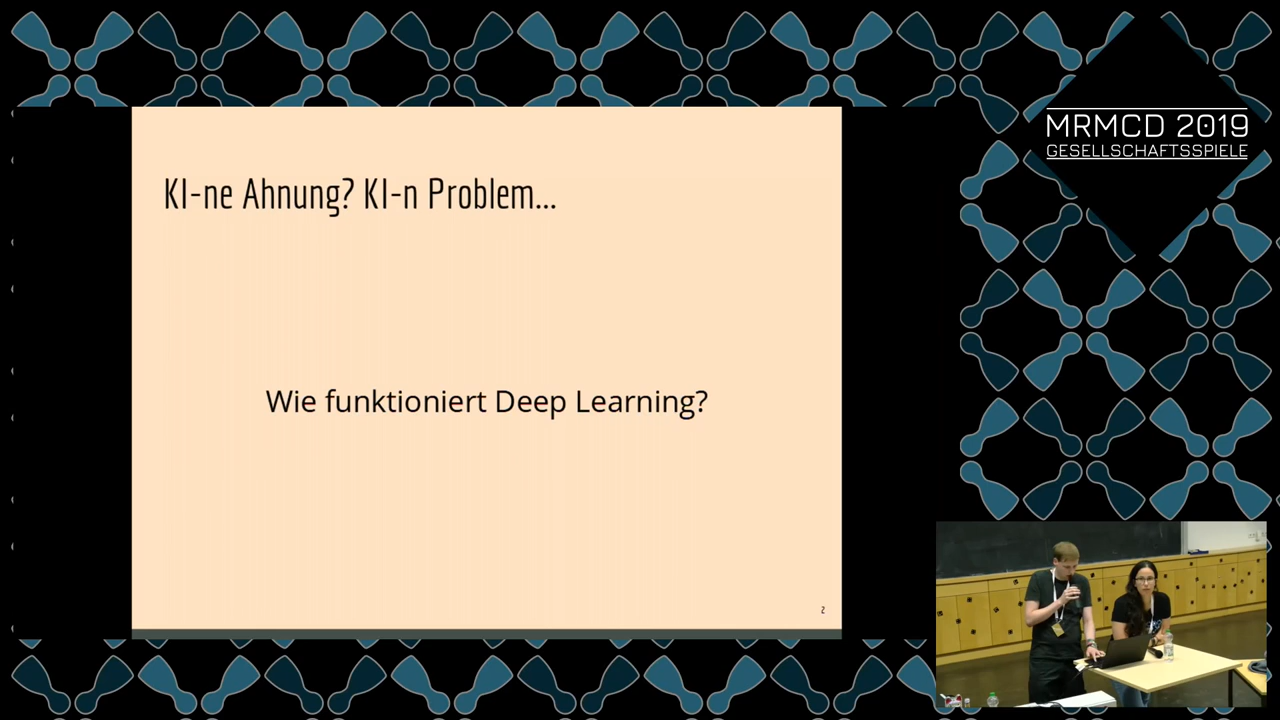 MRMCD 2019
GESELLSCHAFTSSPIELE
KI-ne Ahnung? KI-n Problem...
Wie funktioniert Deep Learning?
2